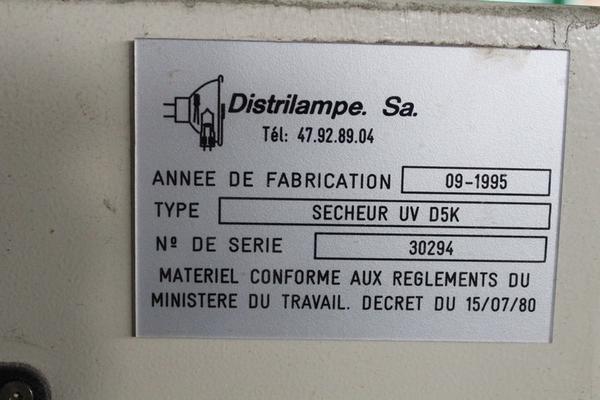 Distrilampe. Sa.
Tél: 47.92.89.04
ANNEE DE FABRICATION 09-1995
TYPE SECHEUR UV D5K
Nº DE SERIE 30294
MATERIEL CONFORME AUX REGLEMENTS DU
MINISTERE DU TRAVAIL. DECRET DU 15/07/80